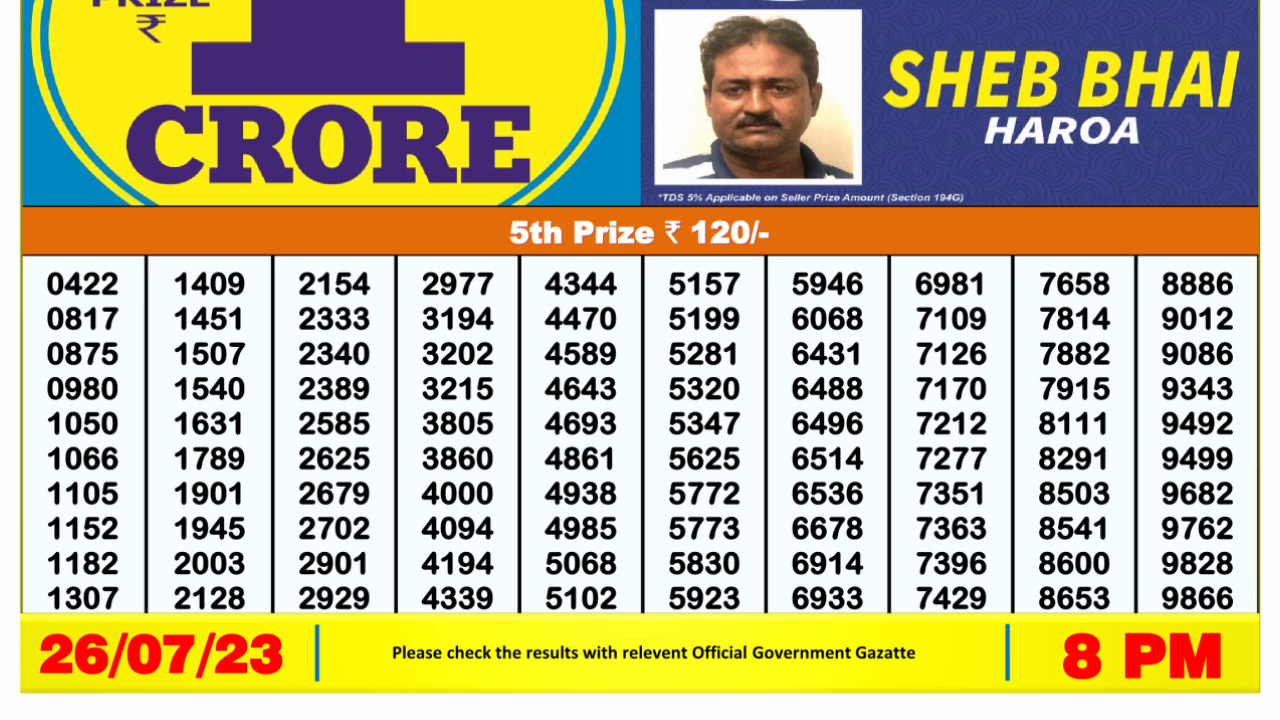 PRIZE
₹
1
CRORE
SHEB BHAI
HAROA
*TDS 5% Applicable on Seller Prize Amount (Section 194G)
5th Prize ₹ 120/-
0422 1409 2154 2977 4344 5157 5946 6981 7658 8886
0817 1451 2333 3194 4470 5199 6068 7109 7814 9012
0875 1507 2340 3202 4589 5281 6431 7126 7882 9086
0980 1540 2389 3215 4643 5320 6488 7170 7915 9343
1050 1631 2585 3805 4693 5347 6496 7212 8111 9492
1066 1789 2625 3860 4861 5625 6514 7277 8291 9499
1105 1901 2679 4000 4938 5772 6536 7351 8503 9682
1152 1945 2702 4094 4985 5773 6678 7363 8541 9762
1182 2003 2901 4194 5068 5830 6914 7396 8600 9828
1307 2128 2929 4339 5102 5923 6933 7429 8653 9866
26/07/23
Please check the results with relevent Official Government Gazatte
8 PM